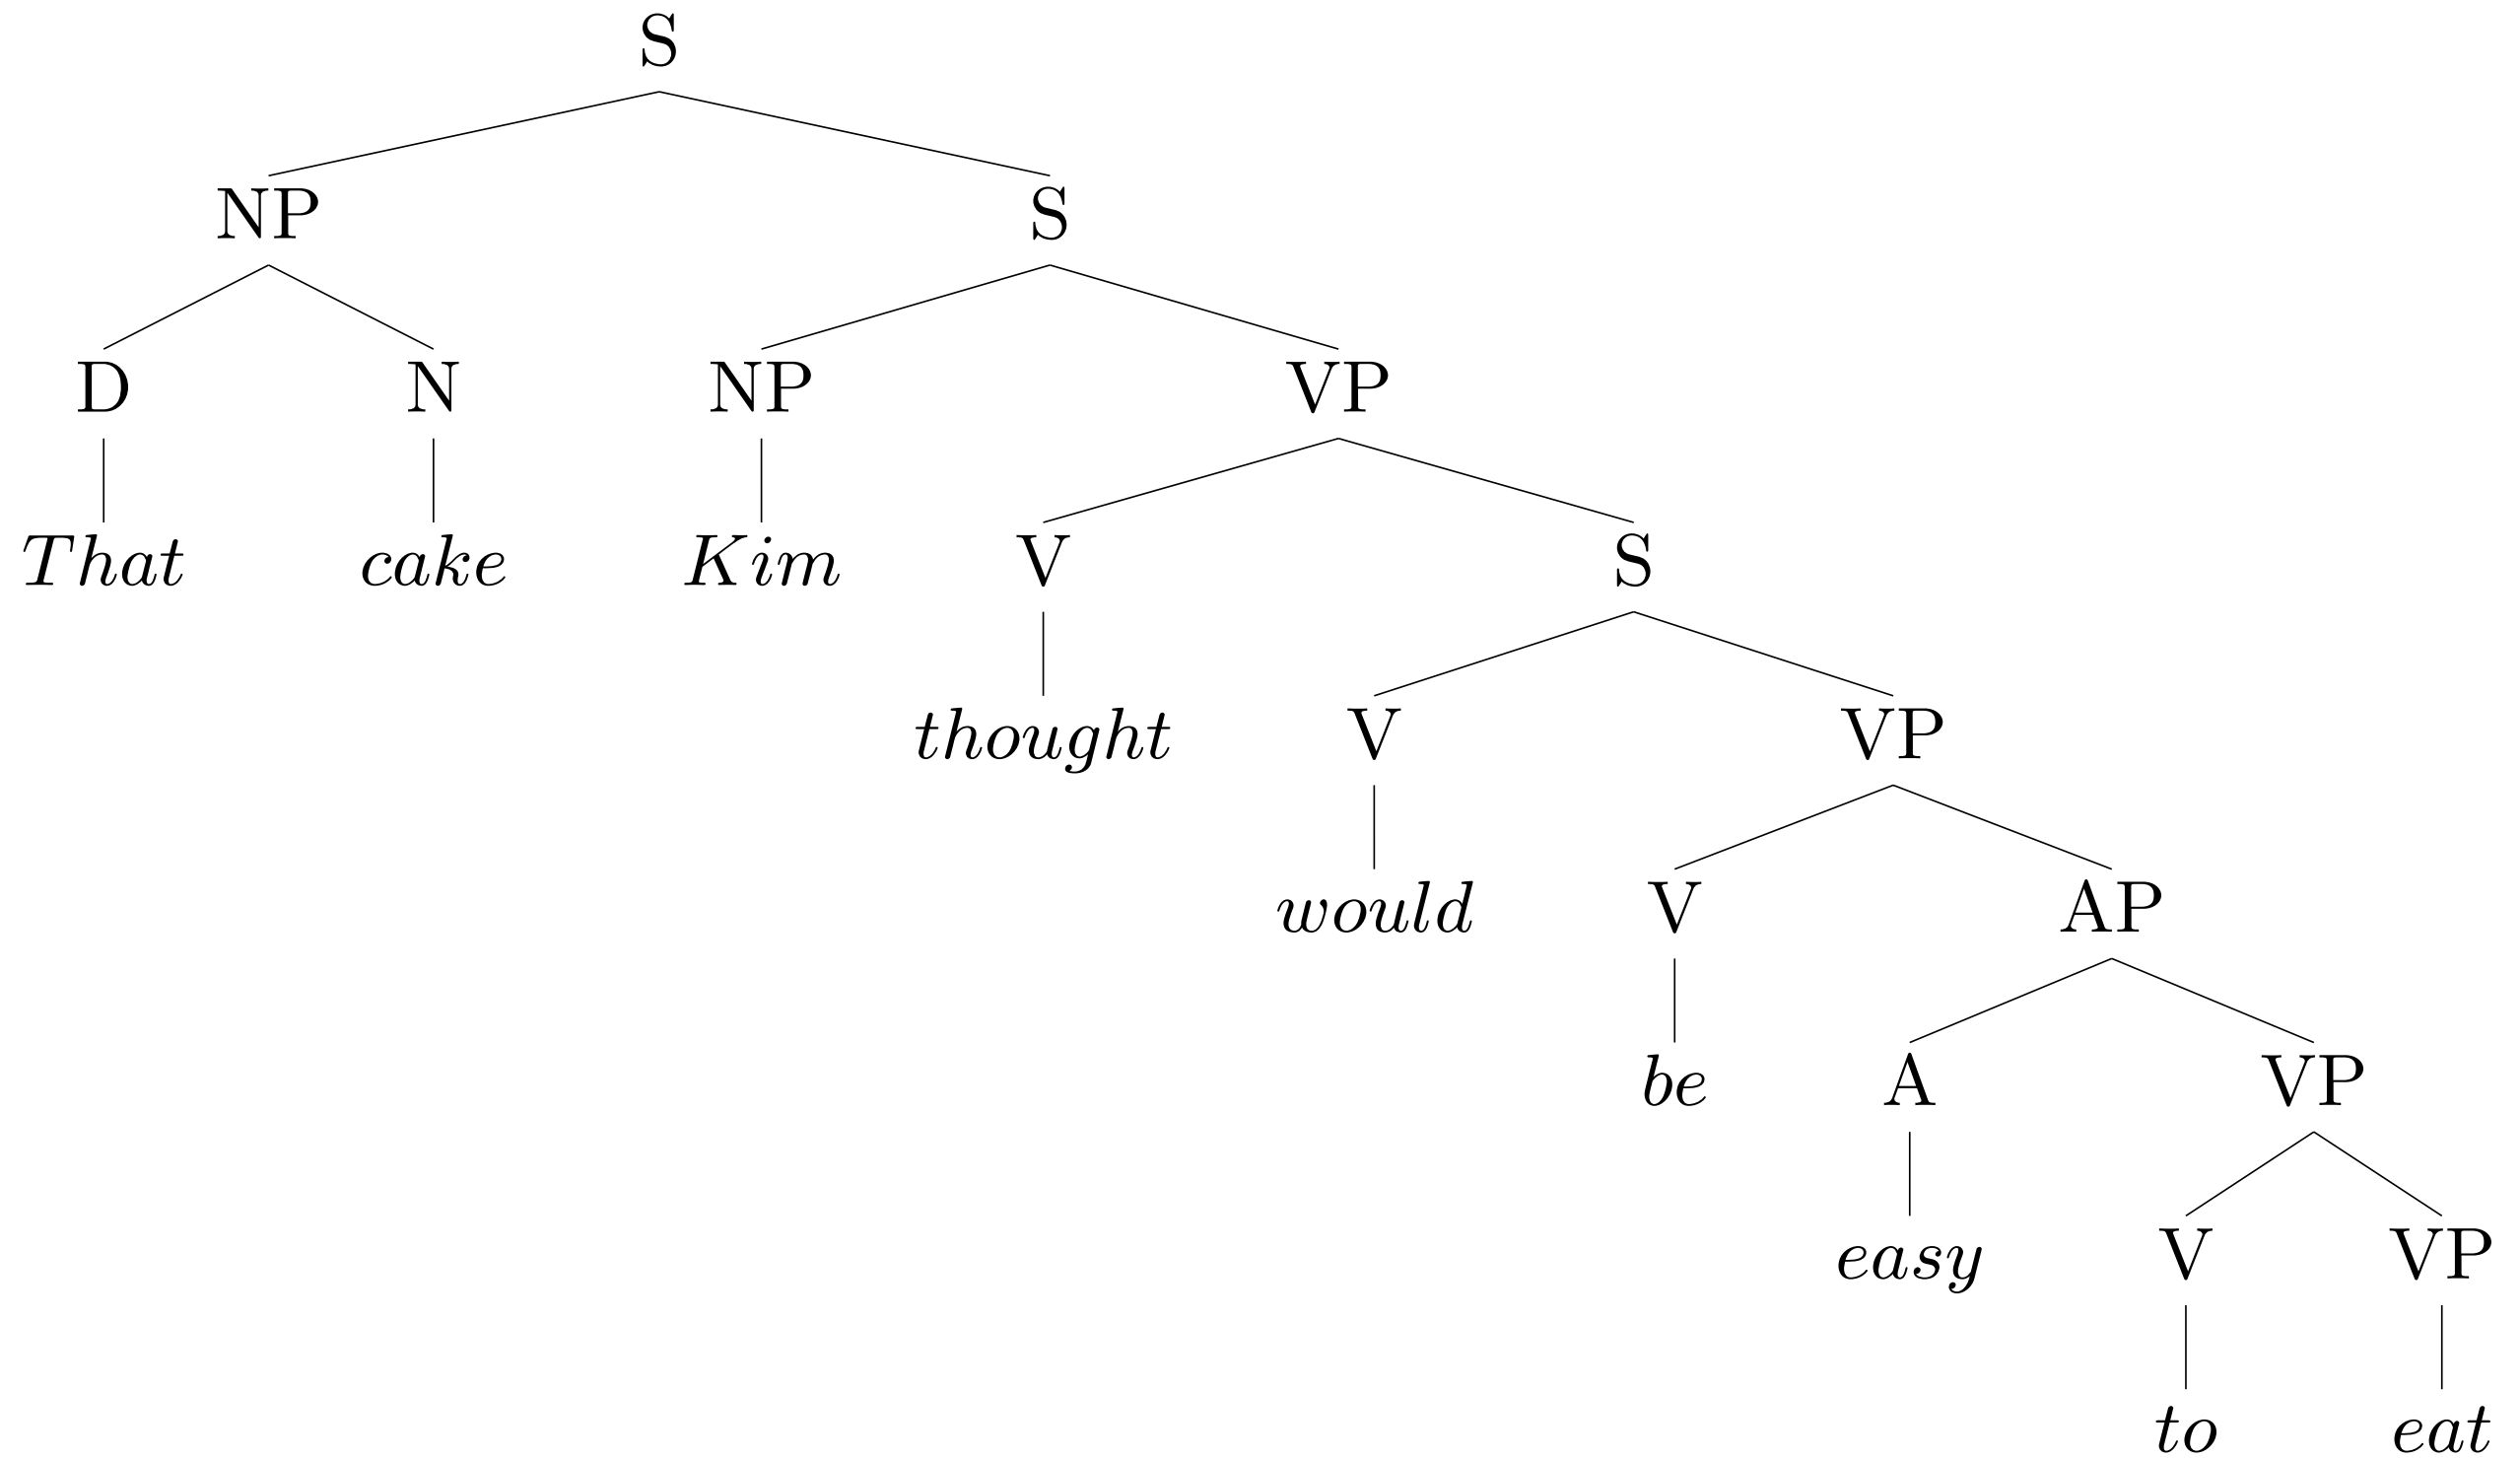 S
NP S
D N NP VP
That cake Kim V S
thought V VP
would V AP
be A VP
easy V VP
to eat